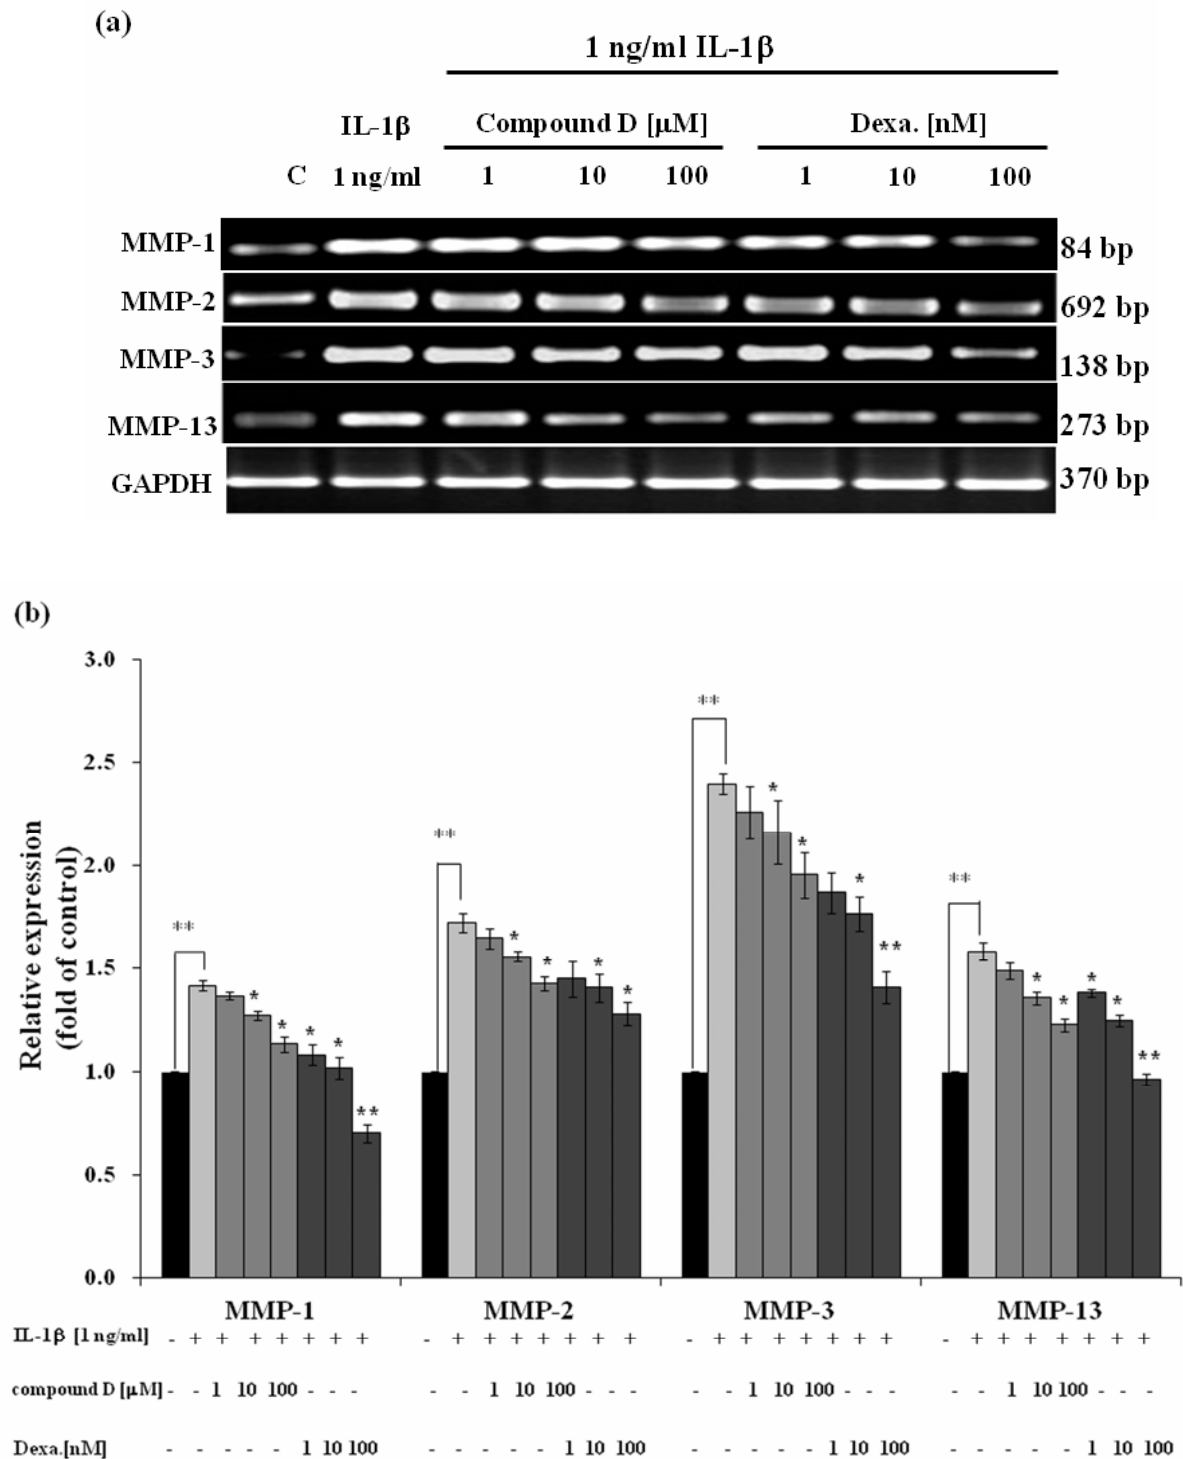 (a)
1 ng/ml IL-1β
IL-1β Compound D [μM] Dexa. [nM]
C 1 ng/ml 1 10 100 1 10 100
MMP-1 84 bp
MMP-2 692 bp
MMP-3 138 bp
MMP-13 273 bp
GAPDH 370 bp
(b)
Relative expression
(fold of control)
3.0
2.5
2.0
1.5
1.0
0.5
0.0
** * * * * **
** * * * *
** * * * **
** * * * * **
MMP-1 MMP-2 MMP-3 MMP-13
IL-1β [1 ng/ml] - + + + + + + + - + + + + + + + - + + + + + + + - + + + + + + +
compound D [μM] - - 1 10 100 - - - - - 1 10 100 - - - - - 1 10 100 - - - - - 1 10 100 - - -
Dexa.[nM] - - - - - 1 10 100 - - - - - 1 10 100 - - - - - 1 10 100 - - - - - 1 10 100